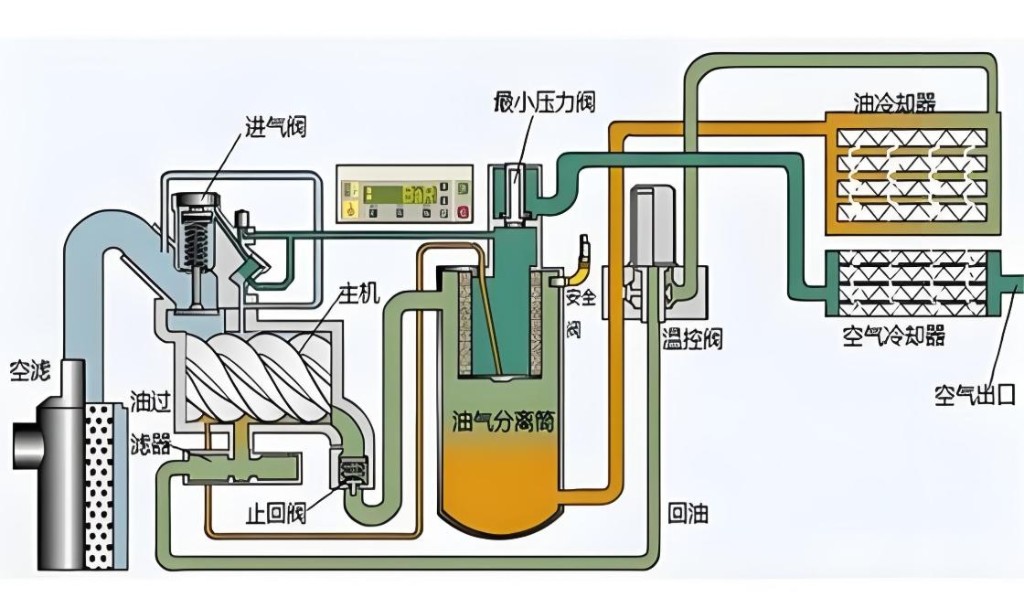 最小压力阀
油冷却器
进气阀
主机
安全
阀
温控阀
空气冷却器
空滤
油过
滤器
空气出口
油气分离筒
止回阀
回油